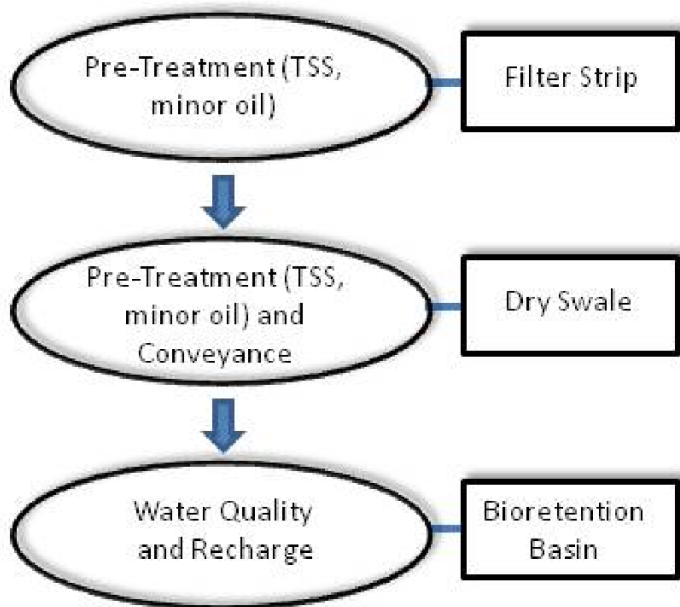 Pre-Treatment (TSS,
minor oil)
Filter Strip
Pre-Treatment (TSS,
minor oil) and
Conveyance
Dry Swale
Water Quality
and Recharge
Bioretention
Basin